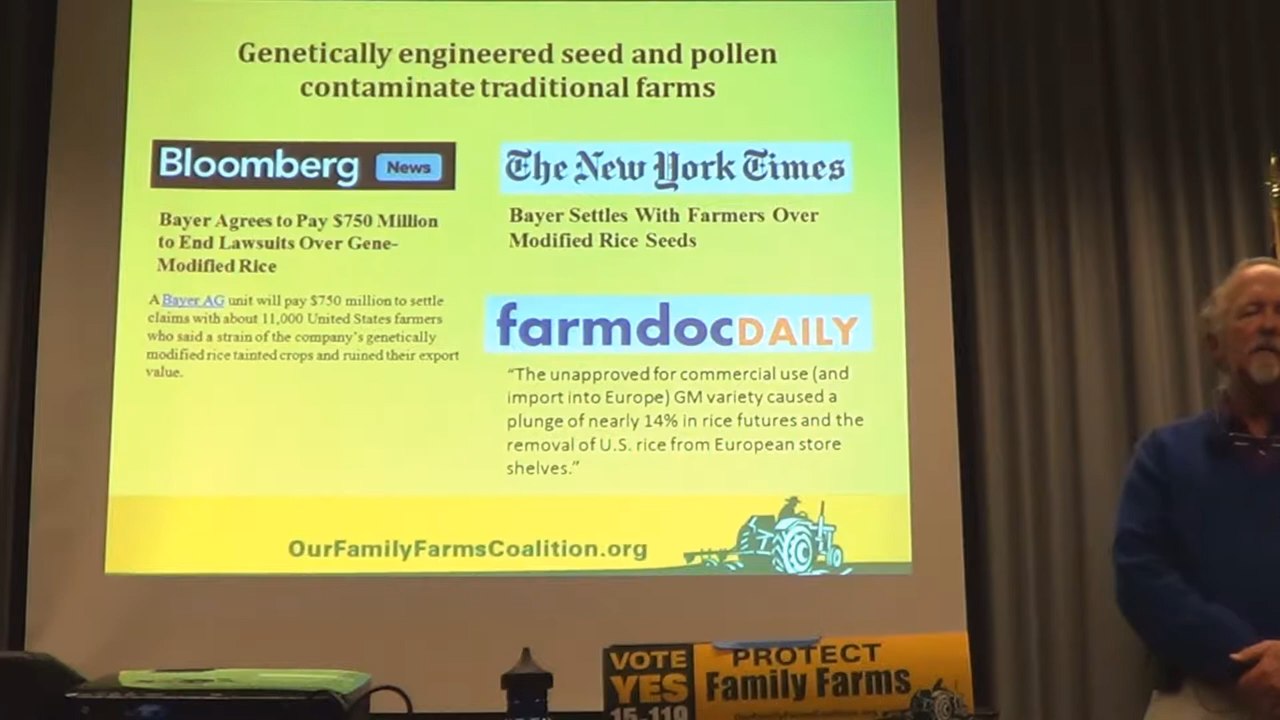 Genetically engineered seed and pollen
contaminate traditional farms
Bloomberg News
Bayer Agrees to Pay $750 Million
to End Lawsuits Over Gene-
Modified Rice
A Bayer AG unit will pay $750 million to settle
claims with about 11,000 United States farmers
who said a strain of the company's genetically
modified rice tainted crops and ruined their export
value.
The New York Times
Bayer Settles With Farmers Over
Modified Rice Seeds
farmdocDAILY
"The unapproved for commercial use (and
import into Europe) GM variety caused a
plunge of nearly 14% in rice futures and the
removal of U.S. rice from European store
shelves."
OurFamilyFarmsCoalition.org
VOTE
YES
15-119
PROTECT
Family Farms
OurFamilyFarmsCoalition.org